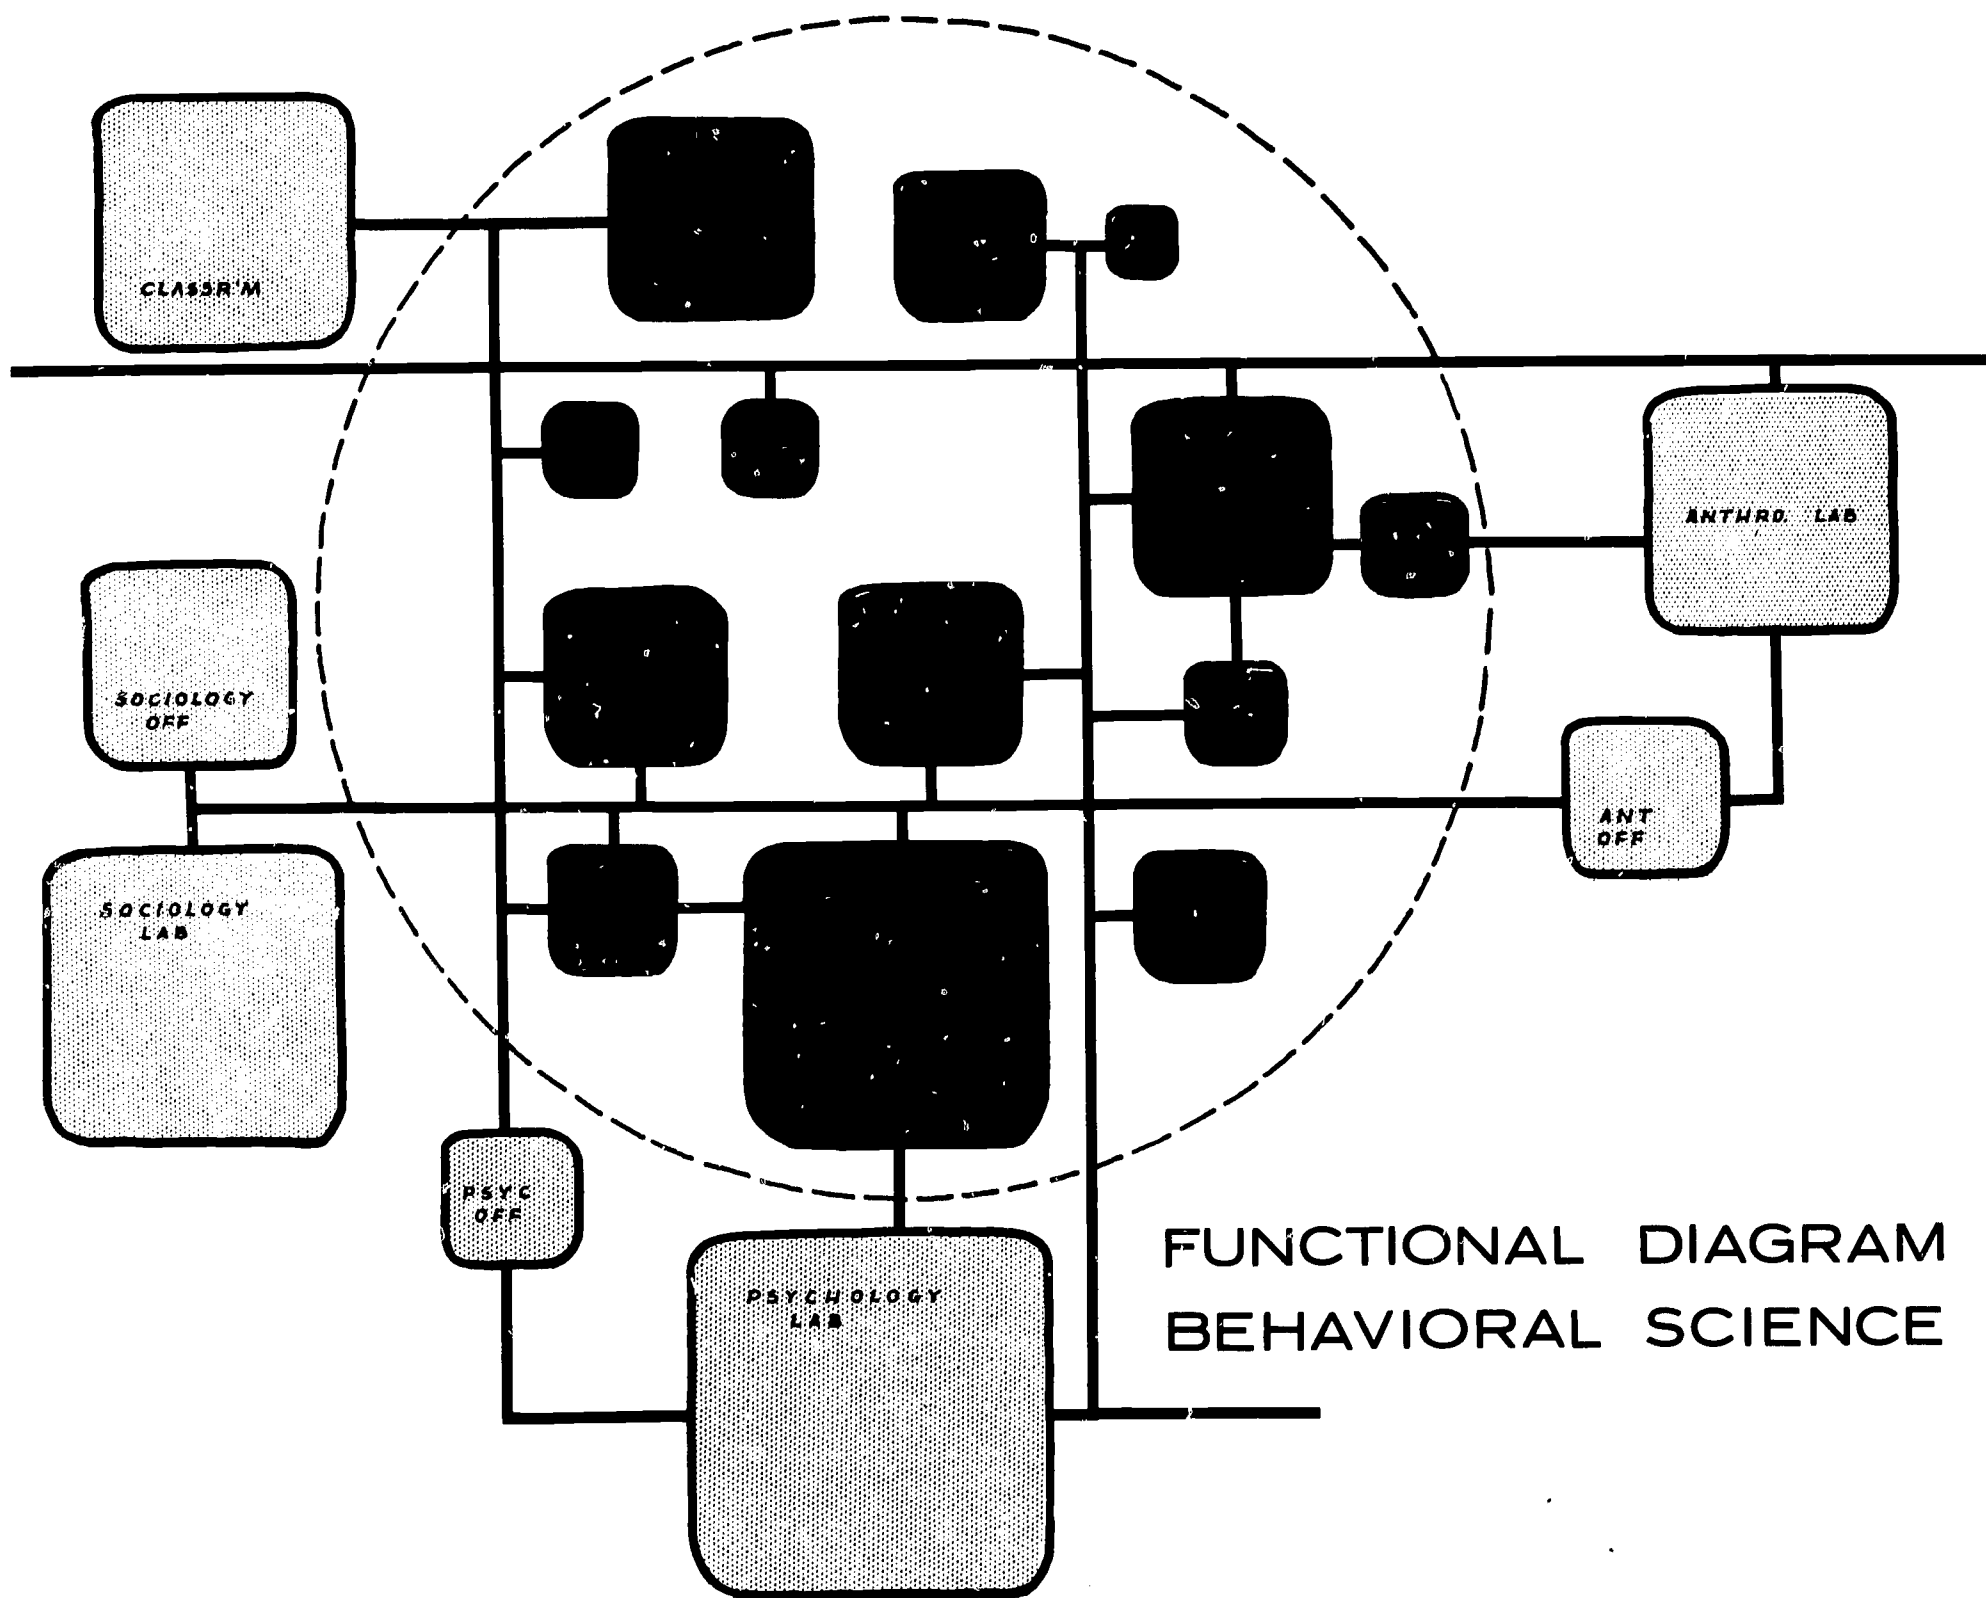 CLASSR'M
ANTHRO. LAB
SOCIOLOGY
OFF
ANT
OFF
SOCIOLOGY
LAB
PSYC
OFF
PSYCHOLOGY
LAB
FUNCTIONAL DIAGRAM
BEHAVIORAL SCIENCE